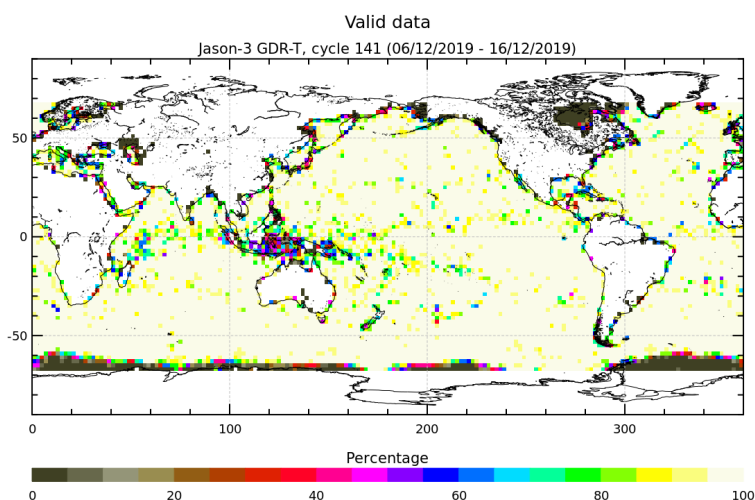 Valid data
Jason-3 GDR-T, cycle 141 (06/12/2019 - 16/12/2019)
50
0
-50
0 100 200 300
Percentage
0 20 40 60 80 100